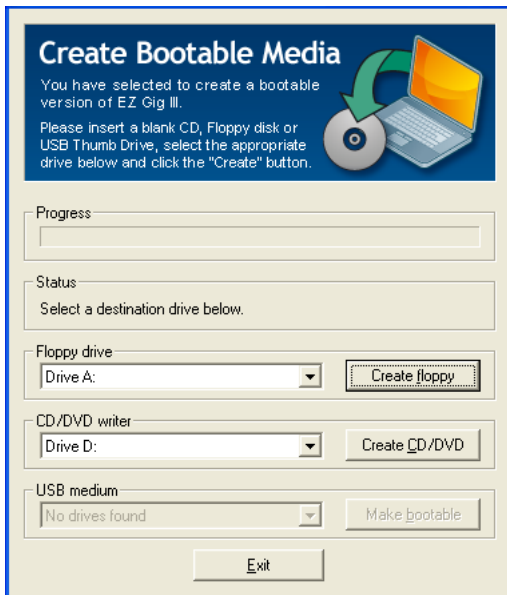 Create Bootable Media
You have selected to create a bootable
version of EZ Gig III.
Please insert a blank CD, Floppy disk or
USB Thumb Drive, select the appropriate
drive below and click the "Create" button.
Progress
Status
Select a destination drive below.
Floppy drive
Drive A:
Create floppy
CD/DVD writer
Drive D:
Create CD/DVD
USB medium
No drives found
Make bootable
Exit